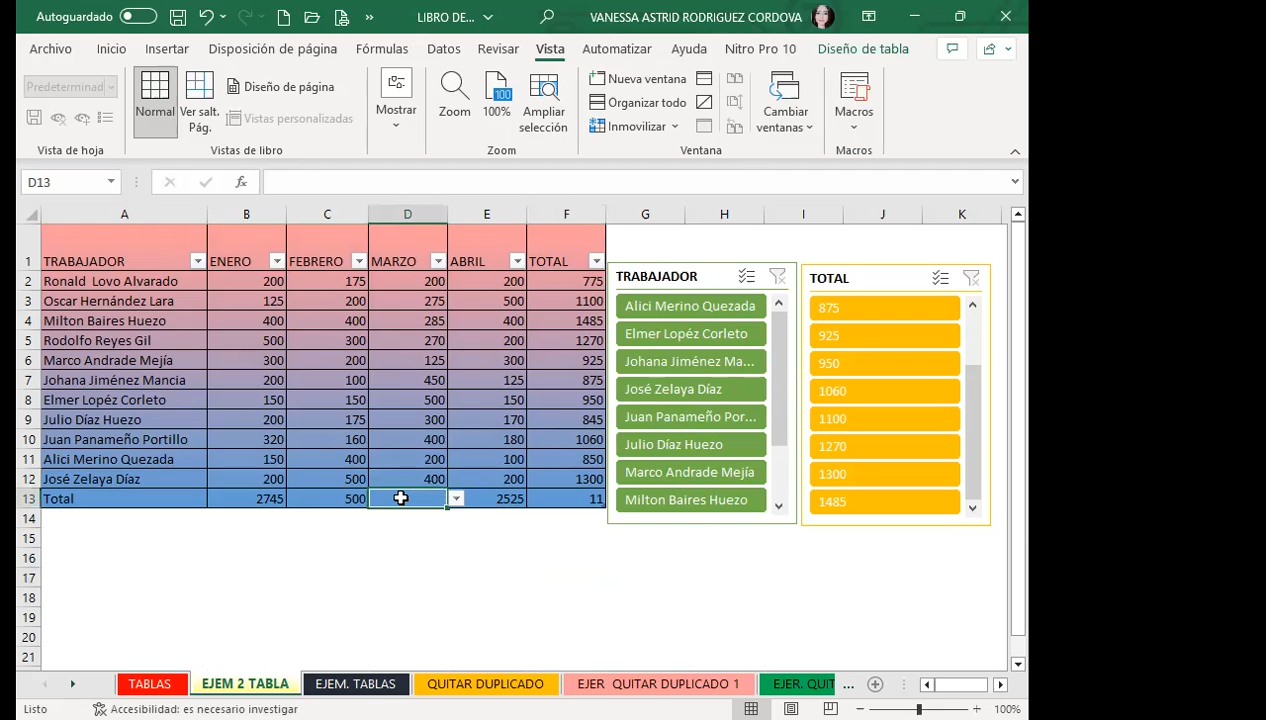 Autoguardado LIBRO DE... VANESSA ASTRID RODRIGUEZ CORDOVA
Archivo Inicio Insertar Disposición de página Fórmulas Datos Revisar Vista Automatizar Ayuda Nitro Pro 10 Diseño de tabla
Predeterminad
Normal
Ver salt. Pág.
Diseño de página
Vistas personalizadas
Mostrar
Zoom
100
100%
Ampliar selección
Nueva ventana
Organizar todo
Inmovilizar
Cambiar ventanas
Macros
Vista de hoja Vistas de libro Zoom Ventana Macros
D13 fx
A B C D E F G H I J K
1 TRABAJADOR ENERO FEBRERO MARZO ABRIL TOTAL
2 Ronald Lovo Alvarado 200 175 200 200 775
3 Oscar Hernández Lara 125 200 275 500 1100
4 Milton Baires Huezo 400 400 285 400 1485
5 Rodolfo Reyes Gil 500 300 270 200 1270
6 Marco Andrade Mejía 300 200 125 300 925
7 Johana Jiménez Mancia 200 100 450 125 875
8 Elmer Lopéz Corleto 150 150 500 150 950
9 Julio Díaz Huezo 200 175 300 170 845
10 Juan Panameño Portillo 320 160 400 180 1060
11 Alici Merino Quezada 150 400 200 100 850
12 José Zelaya Díaz 200 500 400 200 1300
13 Total 2745 500 2525 11
14
15
16
17
18
19
20
21
TRABAJADOR
Alici Merino Quezada
Elmer Lopéz Corleto
Johana Jiménez Ma...
José Zelaya Díaz
Juan Panameño Por...
Julio Díaz Huezo
Marco Andrade Mejía
Milton Baires Huezo
TOTAL
875
925
950
1060
1100
1270
1300
1485
TABLAS EJEM 2 TABLA EJEM. TABLAS QUITAR DUPLICADO EJER QUITAR DUPLICADO 1 EJER. QUIT ...
Listo Accesibilidad: es necesario investigar 100%